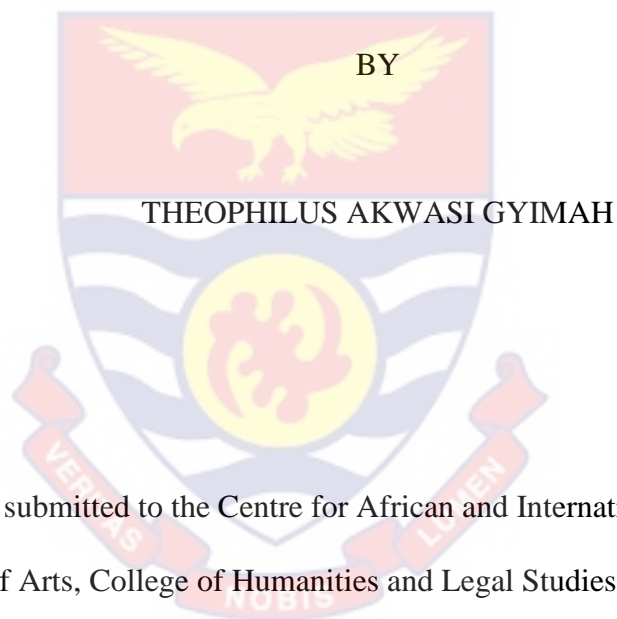 BY
THEOPHILUS AKWASI GYIMAH
submitted to the Centre for African and Internati
f Arts, College of Humanities and Legal Studies
VERITAS
NOBIS
LUMEN